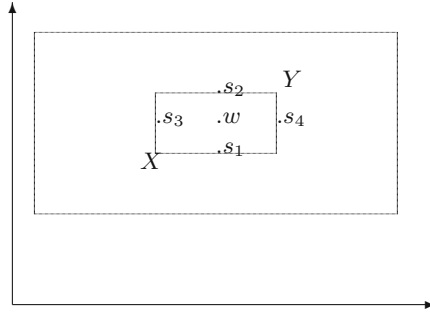 Y
.s₂
.s₃ .w .s₄
.s₁
X